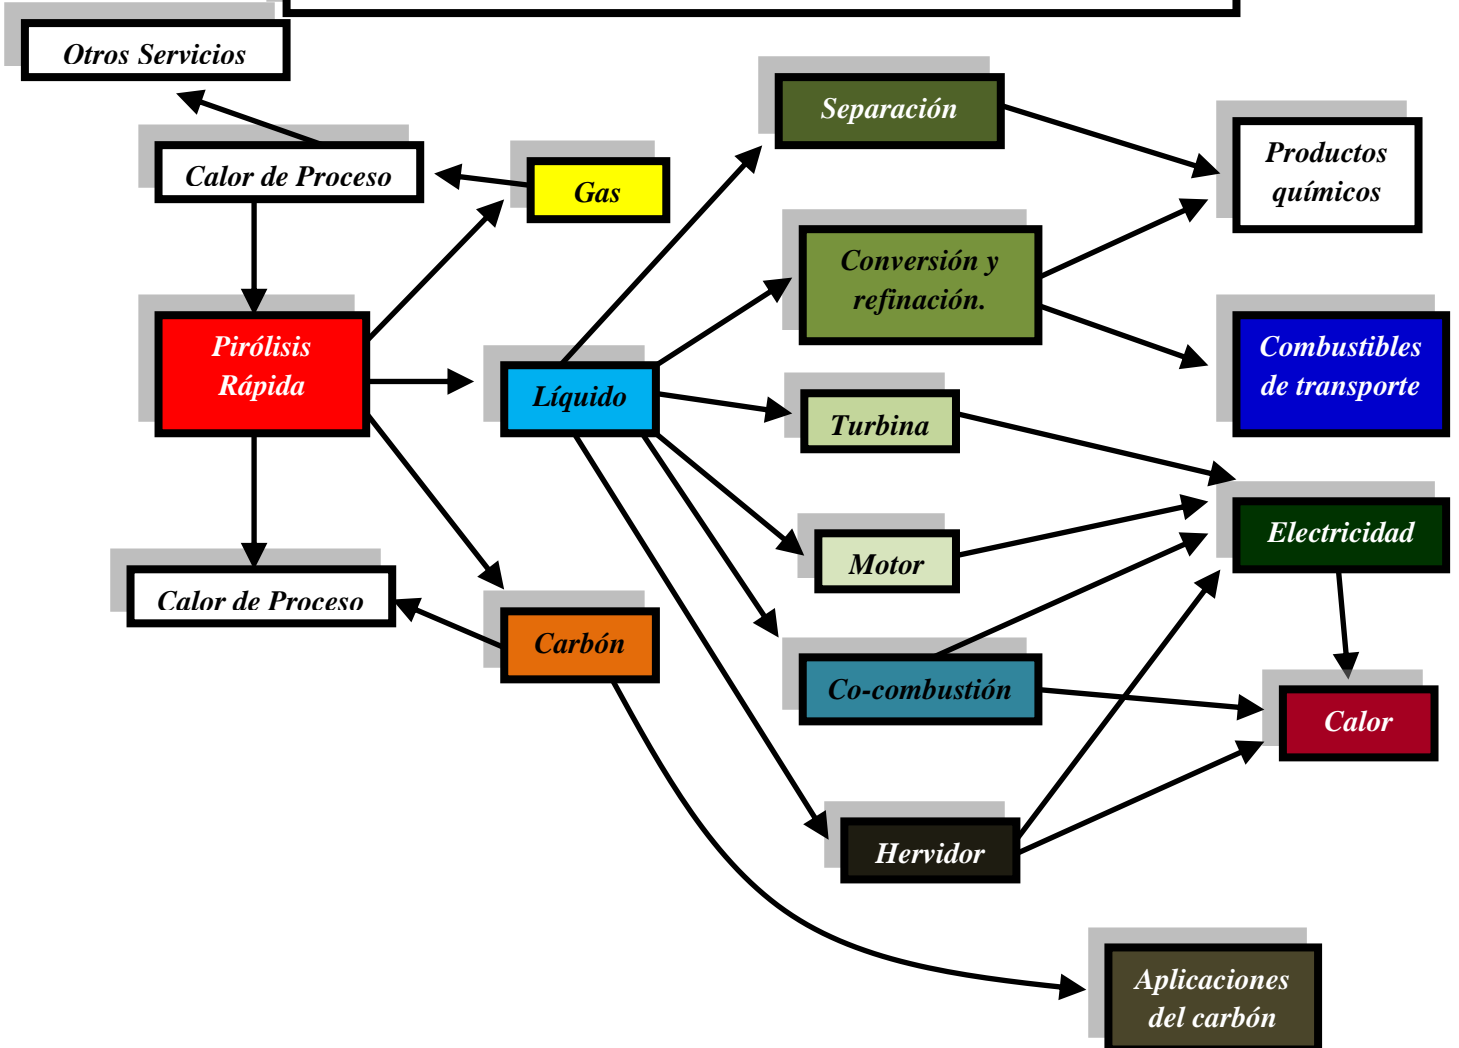 Otros Servicios
Separación
Productos
químicos
Calor de Proceso
Gas
Conversión y
refinación.
Pirólisis
Rápida
Combustibles
de transporte
Líquido
Turbina
Electricidad
Motor
Calor de Proceso
Carbón
Co-combustión
Calor
Hervidor
Aplicaciones
del carbón